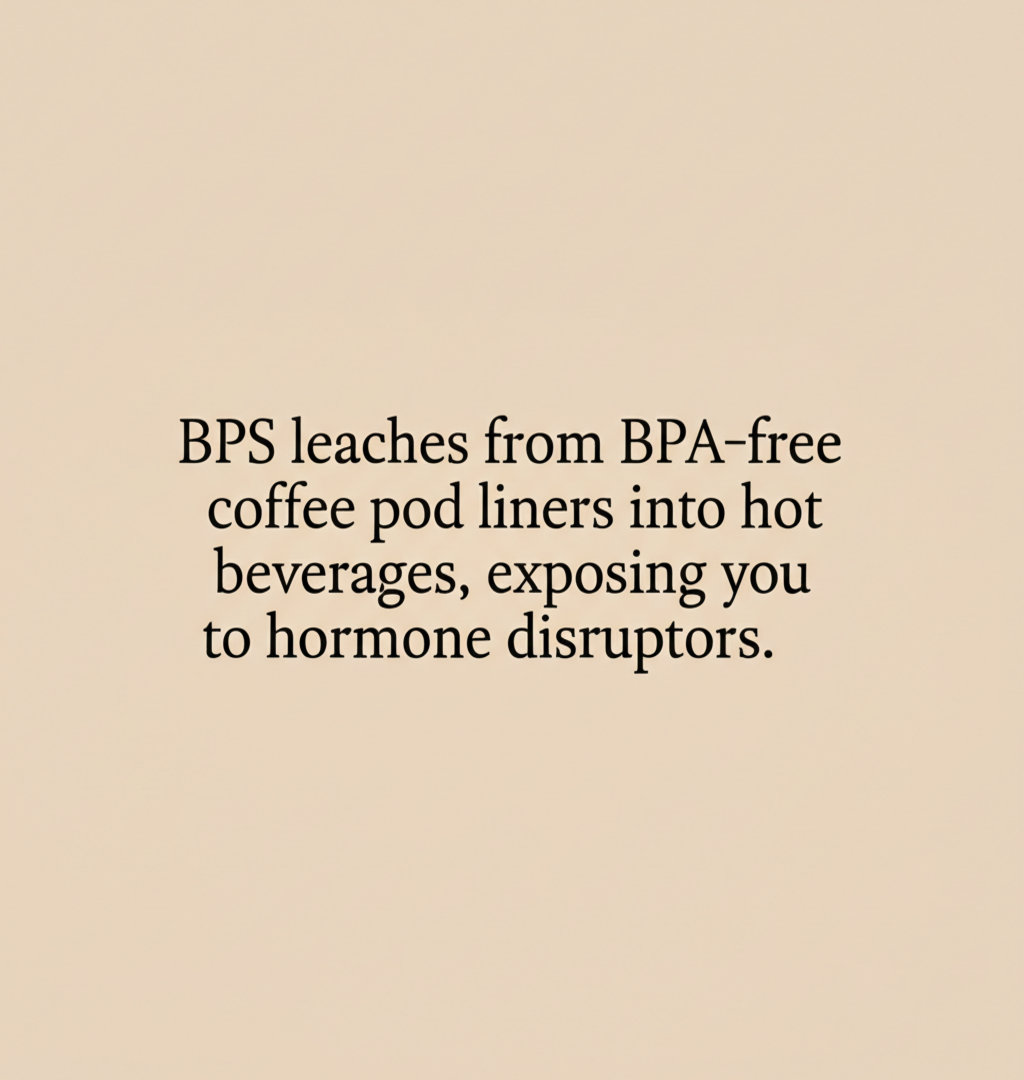 BPS leaches from BPA-free
coffee pod liners into hot
beverages, exposing you
to hormone disruptors.